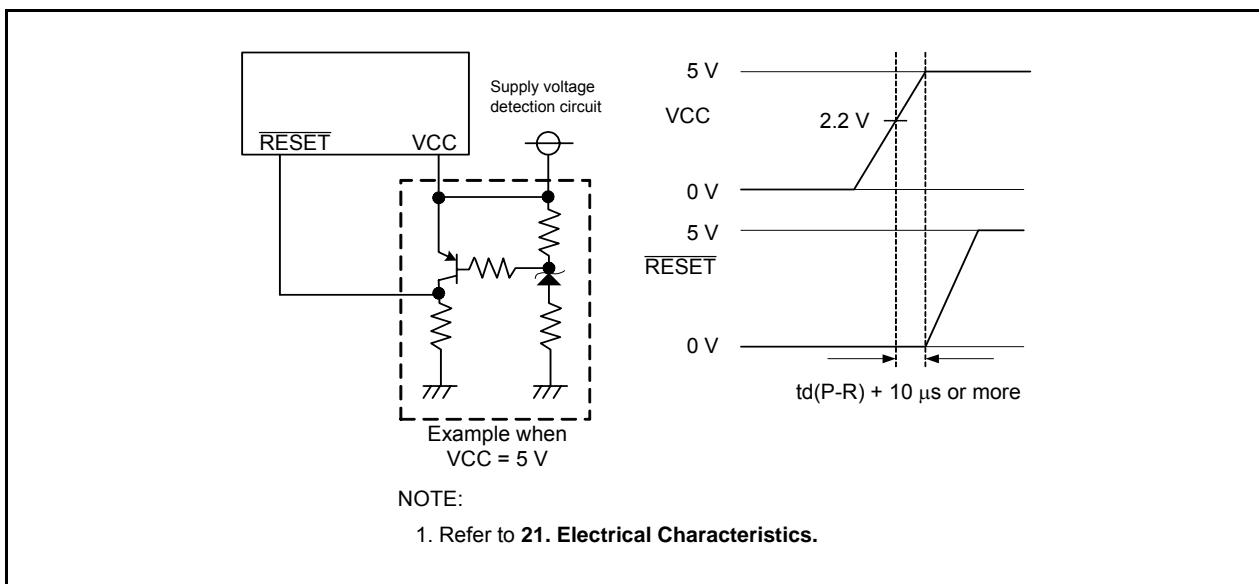 Supply voltage
detection circuit
RESET VCC
Example when
VCC = 5 V
5 V
VCC
2.2 V
0 V
5 V
RESET
0 V
td(P-R) + 10 μs or more
NOTE:
1. Refer to 21. Electrical Characteristics.